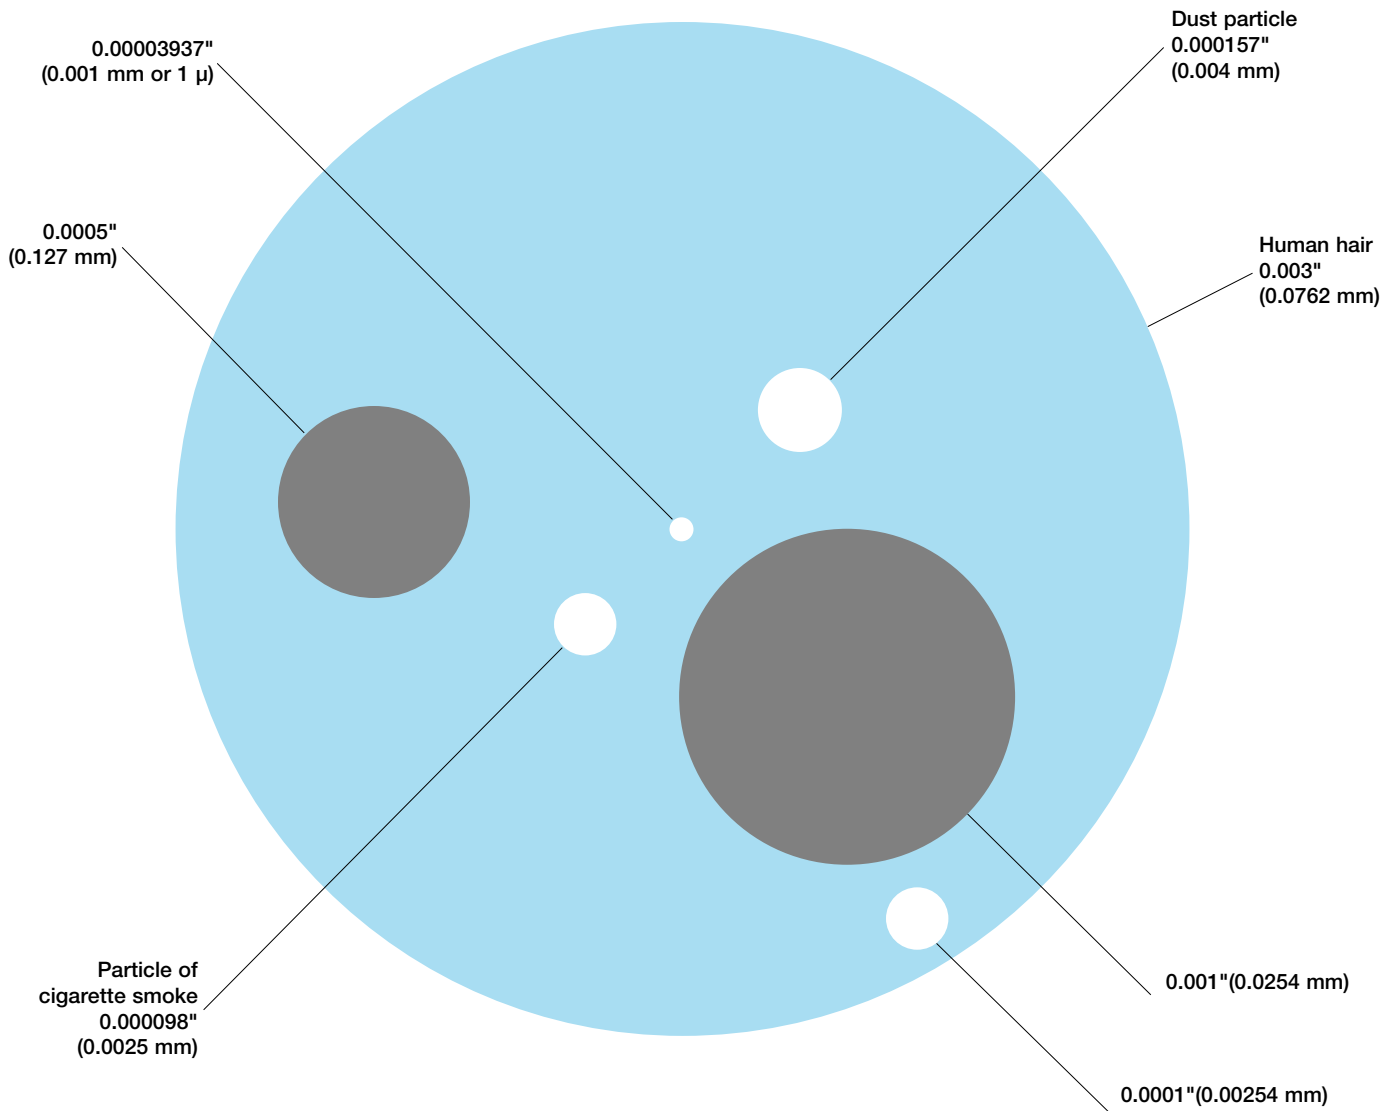 0.00003937"
(0.001 mm or 1 µ)
Dust particle
0.000157"
(0.004 mm)
0.0005"
(0.127 mm)
Human hair
0.003"
(0.0762 mm)
Particle of
cigarette smoke
0.000098"
(0.0025 mm)
0.001"(0.0254 mm)
0.0001"(0.00254 mm)